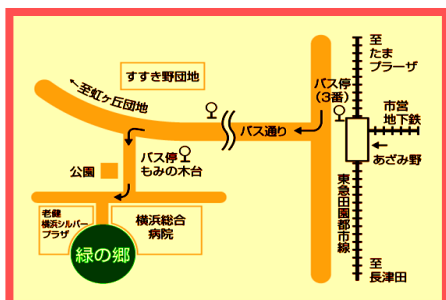 至
たま
プラーザ
すすき野団地
←至虹ヶ丘団地
バス停
(3番)
市営
地下鉄
バス通り
あざみ野
バス停
もみの木台
公園
東急田園都市線
老健
横浜シルバー
プラザ
横浜総合
病院
緑の郷
至
長津田